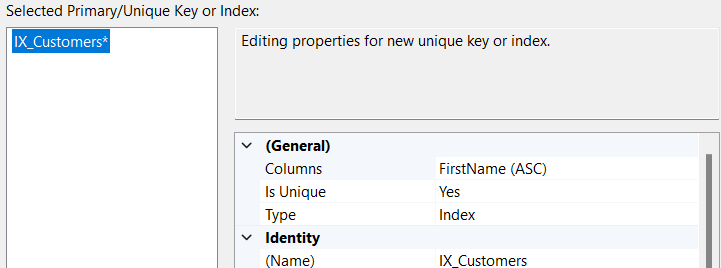 Selected Primary/Unique Key or Index:
IX_Customers*
Editing properties for new unique key or index.
(General)
Columns FirstName (ASC)
Is Unique Yes
Type Index
Identity
(Name) IX_Customers